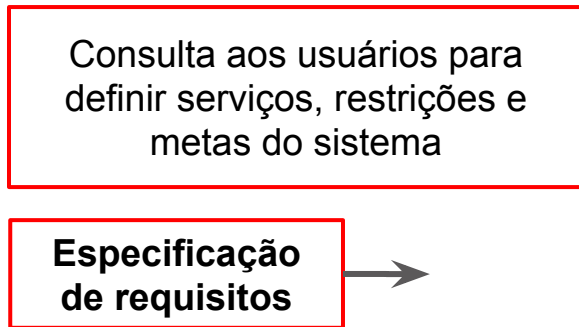 Consulta aos usuários para
definir serviços, restrições e
metas do sistema
Especificação
de requisitos